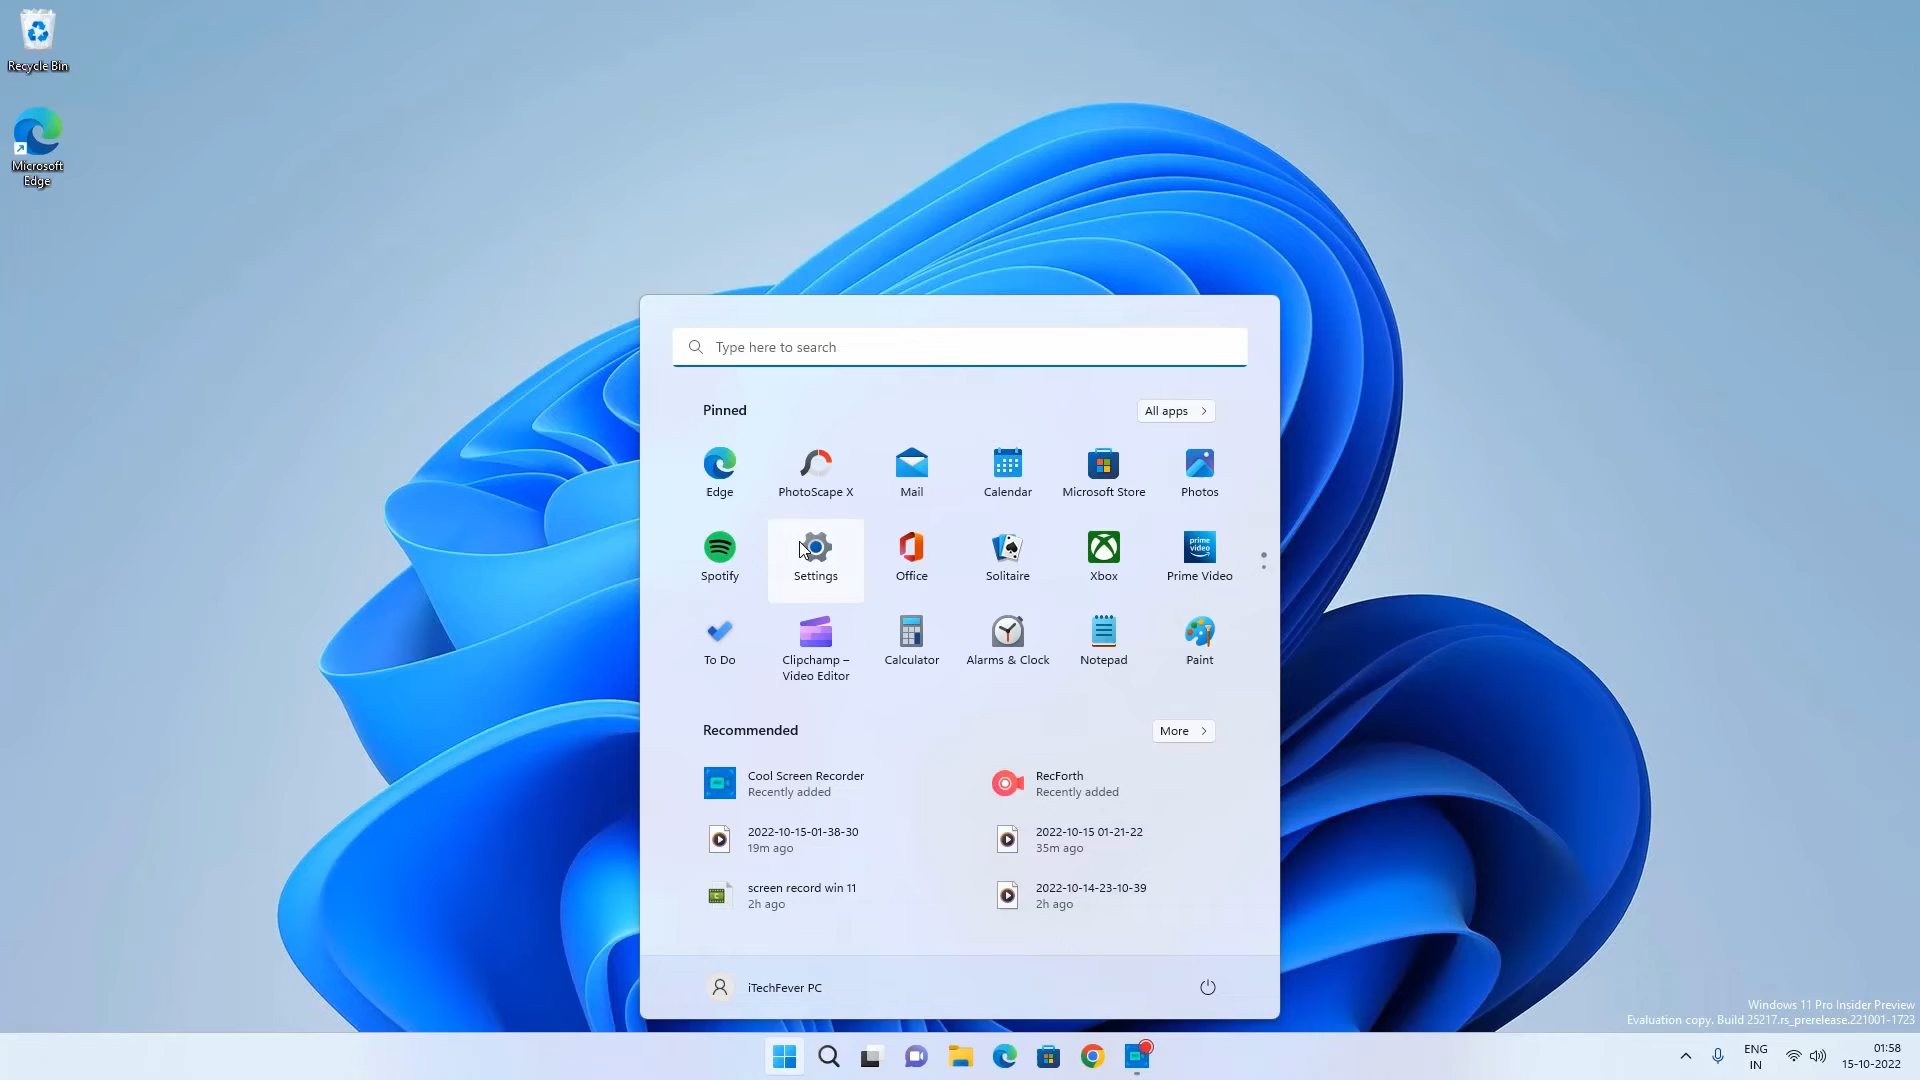 Recycle Bin
Microsoft
Edge
Type here to search
Pinned
All apps
Edge
PhotoScape X
Mail
Calendar
Microsoft Store
Photos
Spotify
Settings
Office
Solitaire
Xbox
prime
video
Prime Video
To Do
Clipchamp –
Video Editor
Calculator
Alarms & Clock
Notepad
Paint
Recommended
More
Cool Screen Recorder
Recently added
RecForth
Recently added
2022-10-15-01-38-30
19m ago
2022-10-15 01-21-22
35m ago
screen record win 11
2h ago
2022-10-14-23-10-39
2h ago
iTechFever PC
Windows 11 Pro Insider Preview
Evaluation copy. Build 25217.rs_prerelease.221001-1723
ENG
IN
01:58
15-10-2022